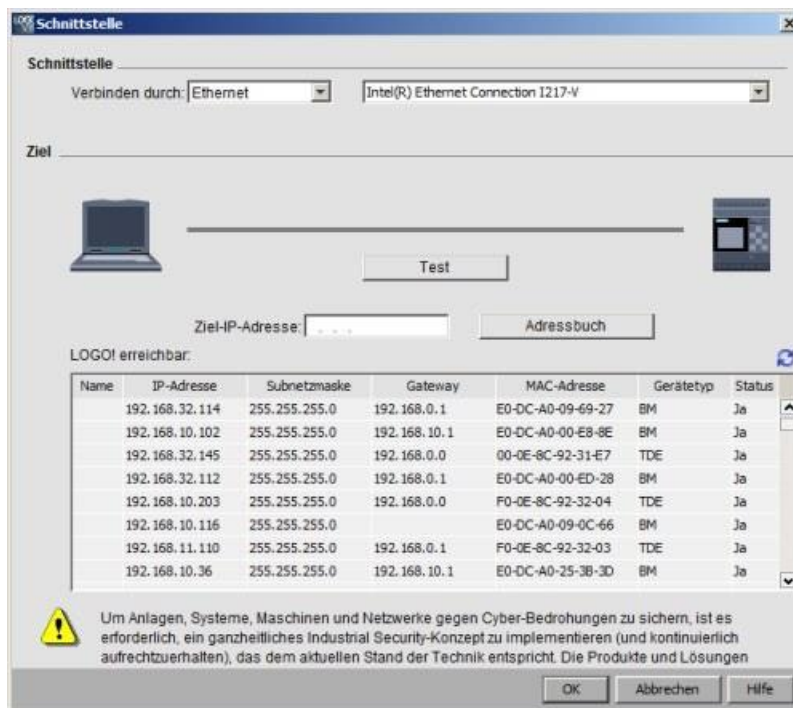 Schnittstelle
Schnittstelle
Verbinden durch: Ethernet Intel(R) Ethernet Connection I217-V
Ziel
Test
Ziel-IP-Adresse: . . . Adressbuch
LOGO! erreichbar:
Name IP-Adresse Subnetzmaske Gateway MAC-Adresse Gerätetyp Status
192.168.32.114 255.255.255.0 192.168.0.1 E0-DC-A0-09-69-27 BM Ja
192.168.10.102 255.255.255.0 192.168.10.1 E0-DC-A0-00-E8-8E BM Ja
192.168.32.145 255.255.255.0 192.168.0.0 00-0E-8C-92-31-E7 TDE Ja
192.168.32.112 255.255.255.0 192.168.0.1 E0-DC-A0-00-ED-28 BM Ja
192.168.10.203 255.255.255.0 192.168.0.0 F0-0E-8C-92-32-04 TDE Ja
192.168.10.116 255.255.255.0 E0-DC-A0-09-0C-66 BM Ja
192.168.11.110 255.255.255.0 192.168.0.1 F0-0E-8C-92-32-03 TDE Ja
192.168.10.36 255.255.255.0 192.168.10.1 E0-DC-A0-25-3B-3D BM Ja
Um Anlagen, Systeme, Maschinen und Netzwerke gegen Cyber-Bedrohungen zu sichern, ist es
erforderlich, ein ganzheitliches Industrial Security-Konzept zu implementieren (und kontinuierlich
aufrechtzuerhalten), das dem aktuellen Stand der Technik entspricht. Die Produkte und Lösungen
OK Abbrechen Hilfe